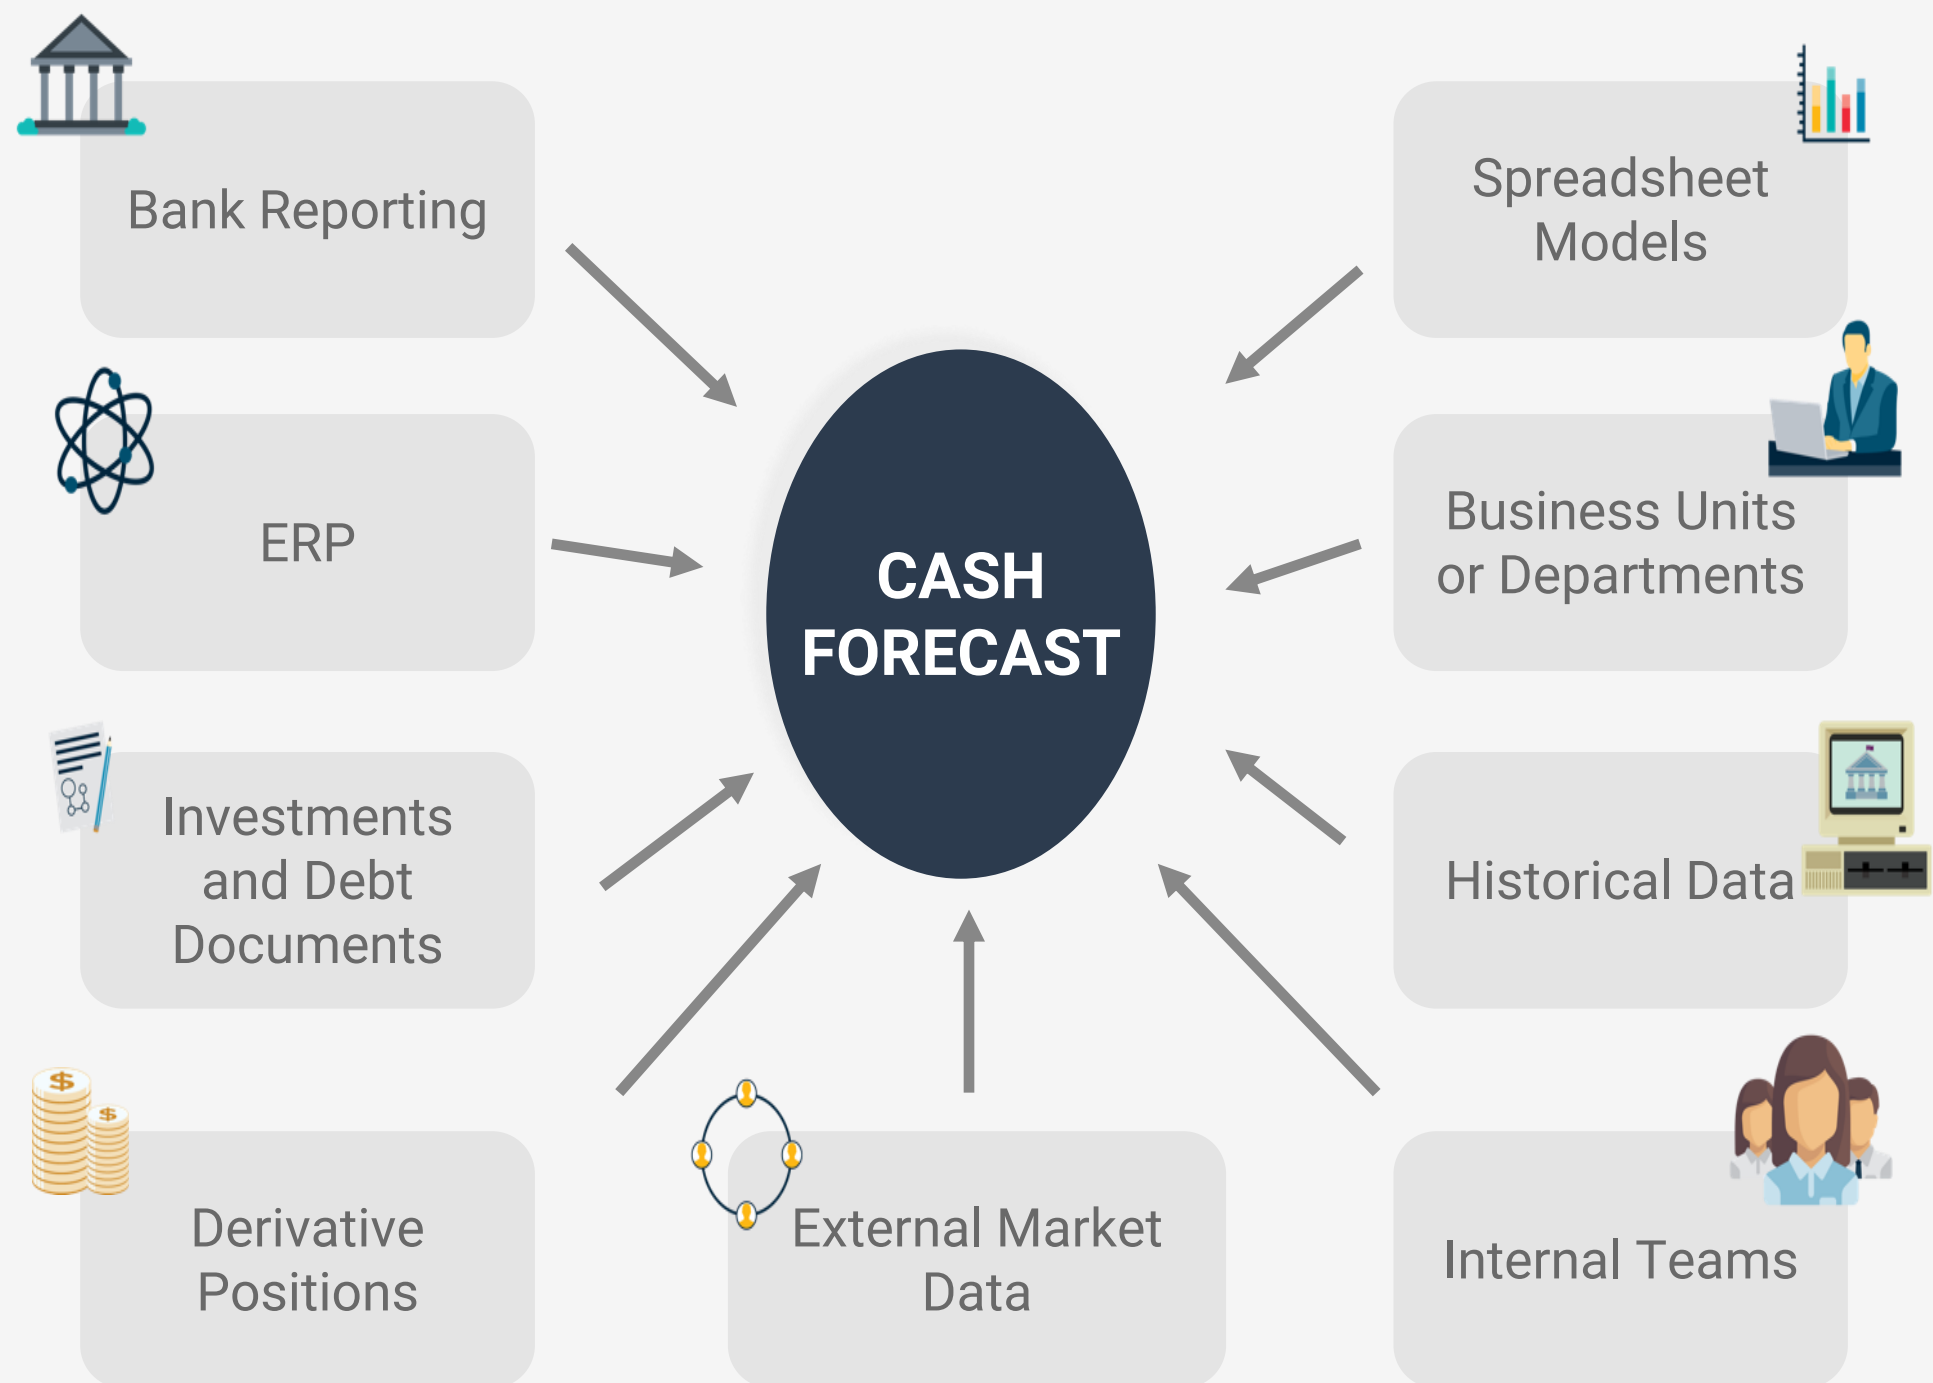 Bank Reporting
Spreadsheet
Models
ERP
CASH
FORECAST
Business Units
or Departments
Investments
and Debt
Documents
Historical Data
Derivative
Positions
External Market
Data
Internal Teams
$
$